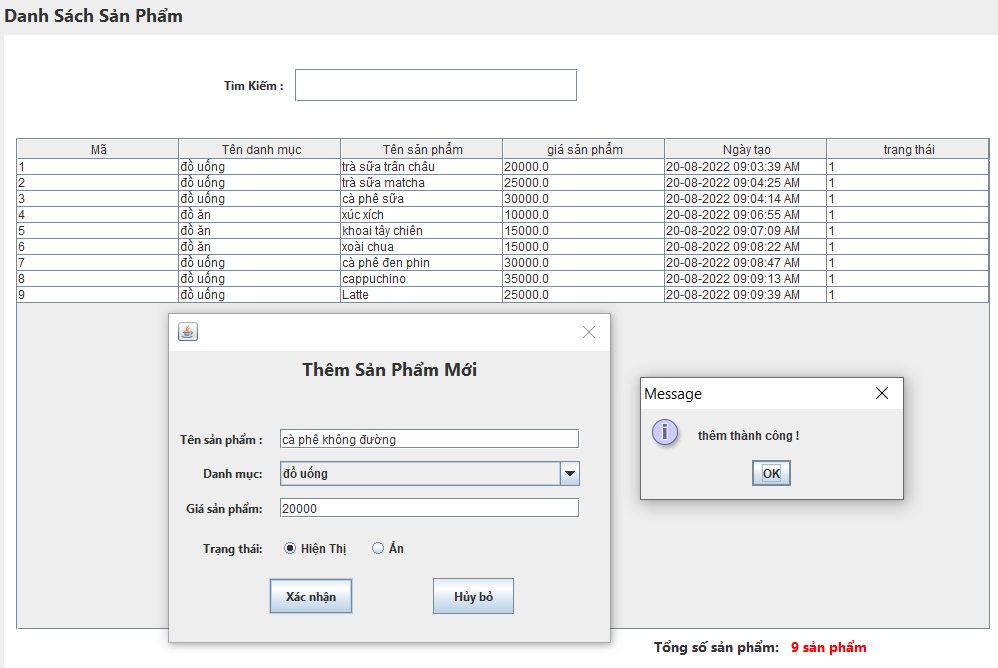 Danh Sách Sản Phẩm
Tìm Kiếm :
Mã Tên danh mục Tên sản phẩm giá sản phẩm Ngày tạo trạng thái
1 đồ uống trà sữa trân châu 20000.0 20-08-2022 09:03:39 AM 1
2 đồ uống trà sữa matcha 25000.0 20-08-2022 09:04:25 AM 1
3 đồ uống cà phê sữa 30000.0 20-08-2022 09:04:14 AM 1
4 đồ ăn xúc xích 10000.0 20-08-2022 09:06:55 AM 1
5 đồ ăn khoai tây chiên 15000.0 20-08-2022 09:07:09 AM 1
6 đồ ăn xoài chua 15000.0 20-08-2022 09:08:22 AM 1
7 đồ uống cà phê đen phin 30000.0 20-08-2022 09:08:47 AM 1
8 đồ uống cappuchino 35000.0 20-08-2022 09:09:13 AM 1
9 đồ uống Latte 25000.0 20-08-2022 09:09:39 AM 1
Thêm Sản Phẩm Mới
Tên sản phẩm : cà phê không đường
Danh mục: đồ uống
Giá sản phẩm: 20000
Trạng thái: Hiện Thị Ẩn
Xác nhận Hủy bỏ
Message
thêm thành công !
OK
Tổng số sản phẩm: 9 sản phẩm